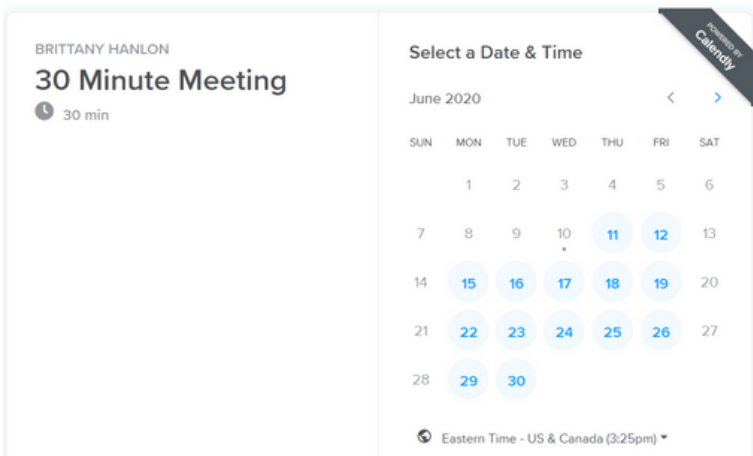 BRITTANY HANLON
30 Minute Meeting
30 min
POWERED BY
Calendly
Select a Date & Time
June 2020
SUN MON TUE WED THU FRI SAT
1 2 3 4 5 6
7 8 9 10 11 12 13
14 15 16 17 18 19 20
21 22 23 24 25 26 27
28 29 30
Eastern Time - US & Canada (3:25pm)